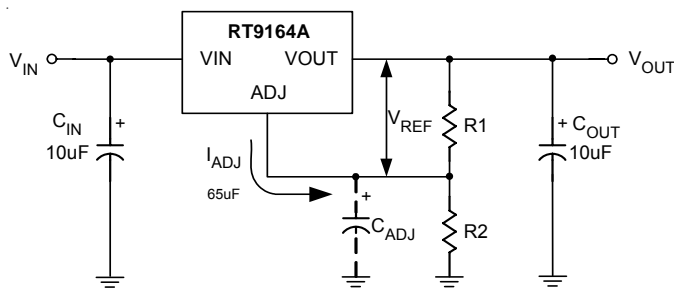 RT9164A
VIN
VIN
VOUT
VOUT
ADJ
CIN
10uF
+
IADJ
65uF
VREF
R1
+
COUT
10uF
+
CADJ
R2